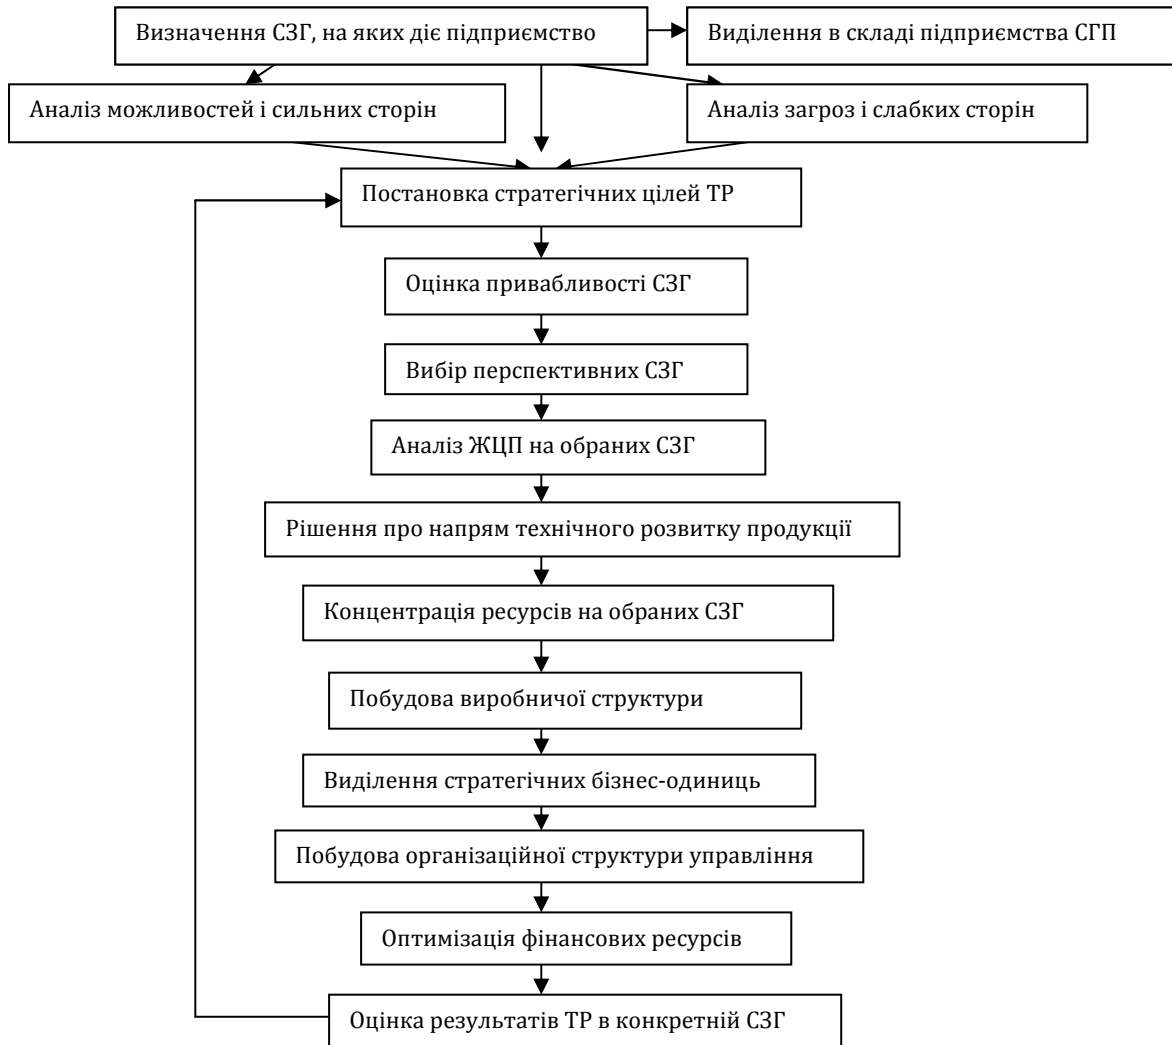 Визначення СЗГ, на яких діє підприємство
Виділення в складі підприємства СГП
Аналіз можливостей і сильних сторін
Аналіз загроз і слабких сторін
Постановка стратегічних цілей ТР
Оцінка привабливості СЗГ
Вибір перспективних СЗГ
Аналіз ЖЦП на обраних СЗГ
Рішення про напрям технічного розвитку продукції
Концентрація ресурсів на обраних СЗГ
Побудова виробничої структури
Виділення стратегічних бізнес-одиниць
Побудова організаційної структури управління
Оптимізація фінансових ресурсів
Оцінка результатів ТР в конкретній СЗГ